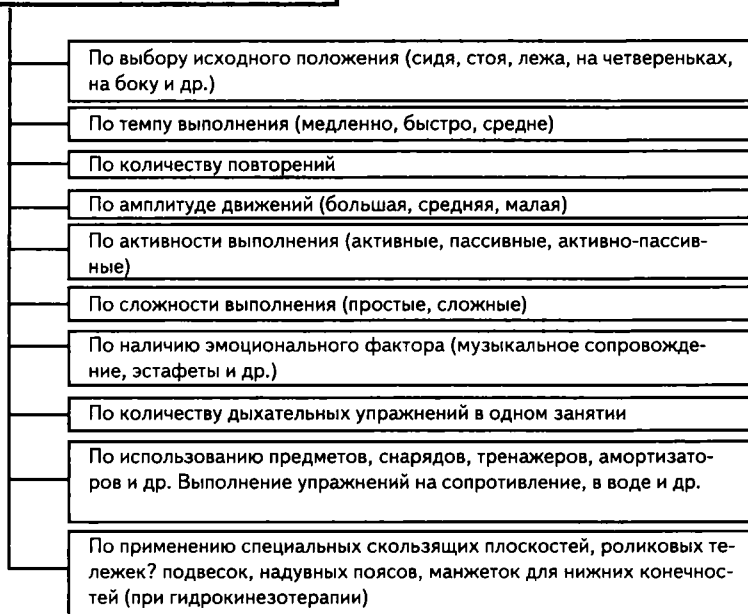 По выбору исходного положения (сидя, стоя, лежа, на четвереньках,
на боку и др.)
По темпу выполнения (медленно, быстро, средне)
По количеству повторений
По амплитуде движений (большая, средняя, малая)
По активности выполнения (активные, пассивные, активно-пассив-
ные)
По сложности выполнения (простые, сложные)
По наличию эмоционального фактора (музыкальное сопровожде-
ние, эстафеты и др.)
По количеству дыхательных упражнений в одном занятии
По использованию предметов, снарядов, тренажеров, амортизато-
ров и др. Выполнение упражнений на сопротивление, в воде и др.
По применению специальных скользящих плоскостей, роликовых те-
лежек? подвесок, надувных поясов, манжеток для нижних конечнос-
тей (при гидрокинезотерапии)